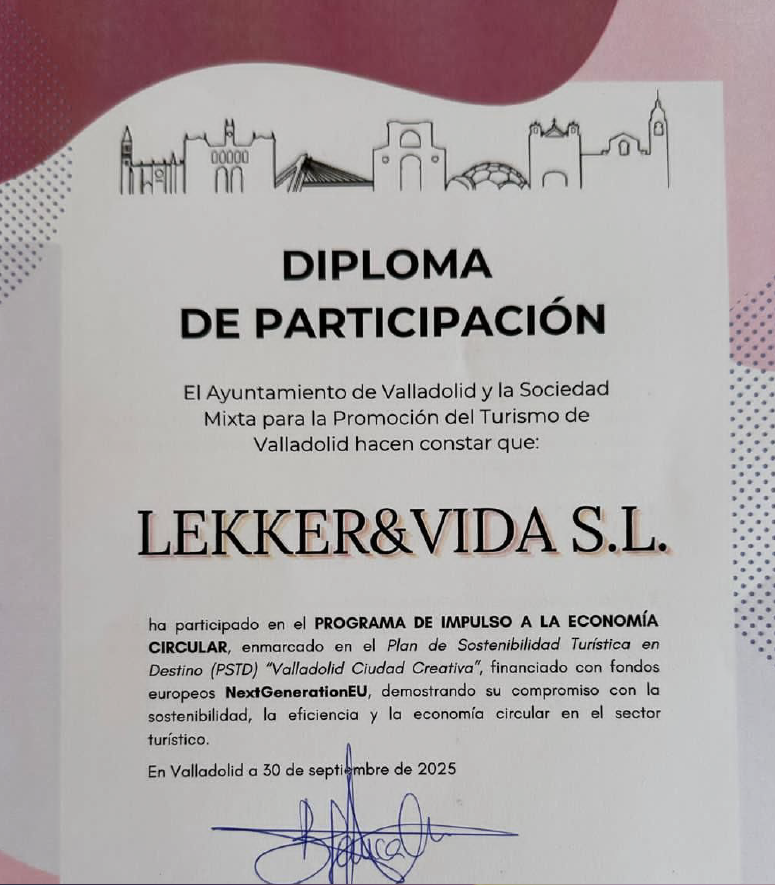 DIPLOMA
DE PARTICIPACIÓN
El Ayuntamiento de Valladolid y la Sociedad
Mixta para la Promoción del Turismo de
Valladolid hacen constar que:
LEKKER&VIDA S.L.
ha participado en el PROGRAMA DE IMPULSO A LA ECONOMÍA
CIRCULAR, enmarcado en el Plan de Sostenibilidad Turística en
Destino (PSTD) “Valladolid Ciudad Creativa”, financiado con fondos
europeos NextGenerationEU, demostrando su compromiso con la
sostenibilidad, la eficiencia y la economía circular en el sector
turístico.
En Valladolid a 30 de septiembre de 2025